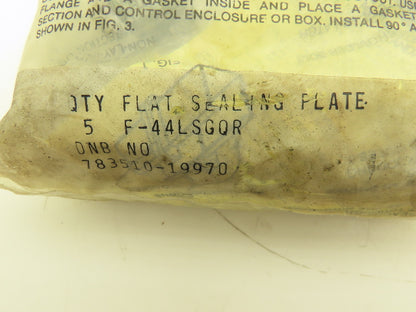 FLANGE AND A GASKET INSIDE AND PLACE A GASKET
SECTION AND CONTROL ENCLOSURE OR BOX. INSTALL 90°
SHOWN IN FIG. 3.
QTY FLAT SEALING PLATE
5 F-44LSGQR
DNB NO
783510-19970